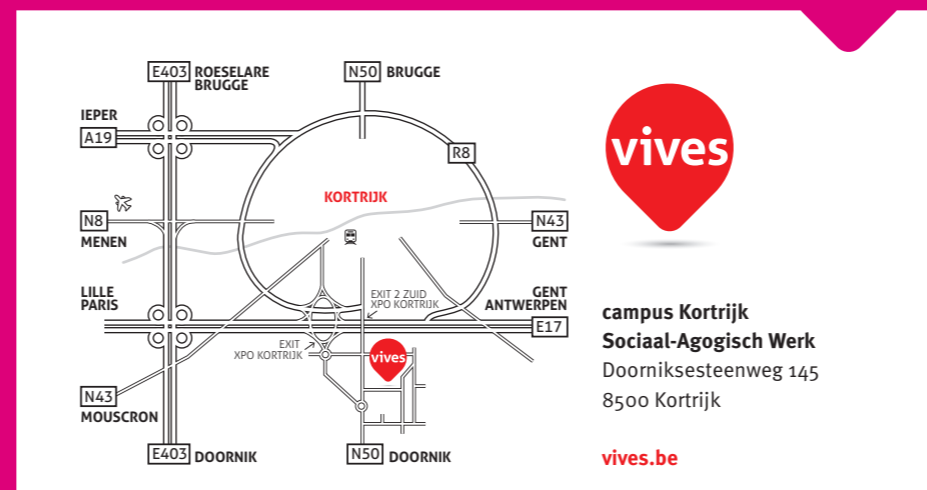 E403 ROESELARE
BRUGGE
N50 BRUGGE
IEPER
A19
R8
KORTRIJK
N8
MENEN
N43
GENT
LILLE
PARIS
EXIT 2 ZUID
XPO KORTRIJK
GENT
ANTWERPEN
E17
EXIT
XPO KORTRIJK
vives
N43
MOUSCRON
E403 DOORNIK
N50 DOORNIK
vives
campus Kortrijk
Sociaal-Agogisch Werk
Doorniksesteenweg 145
8500 Kortrijk
vives.be